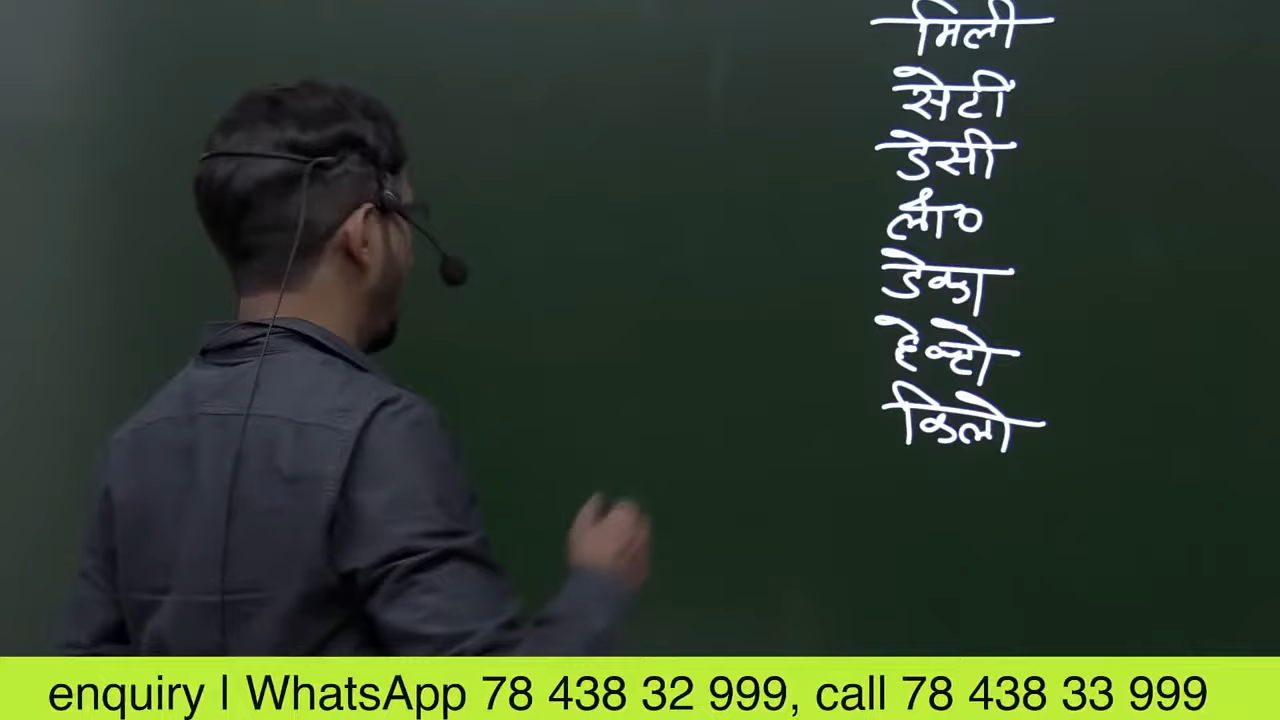 मिली
सेटी
डेसी
ला०
डेका
हेक्टो
किलो
enquiry | WhatsApp 78 438 32 999, call 78 438 33 999